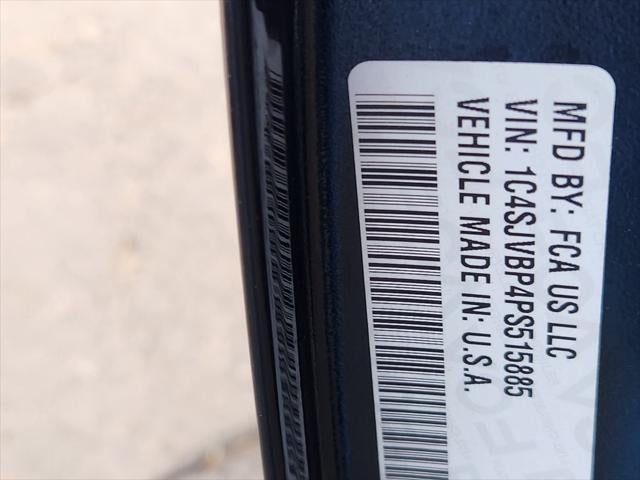 MFD BY: FCA US LLC
VIN: 1C4SJVBP4PS515885
VEHICLE MADE IN: U.S.A.